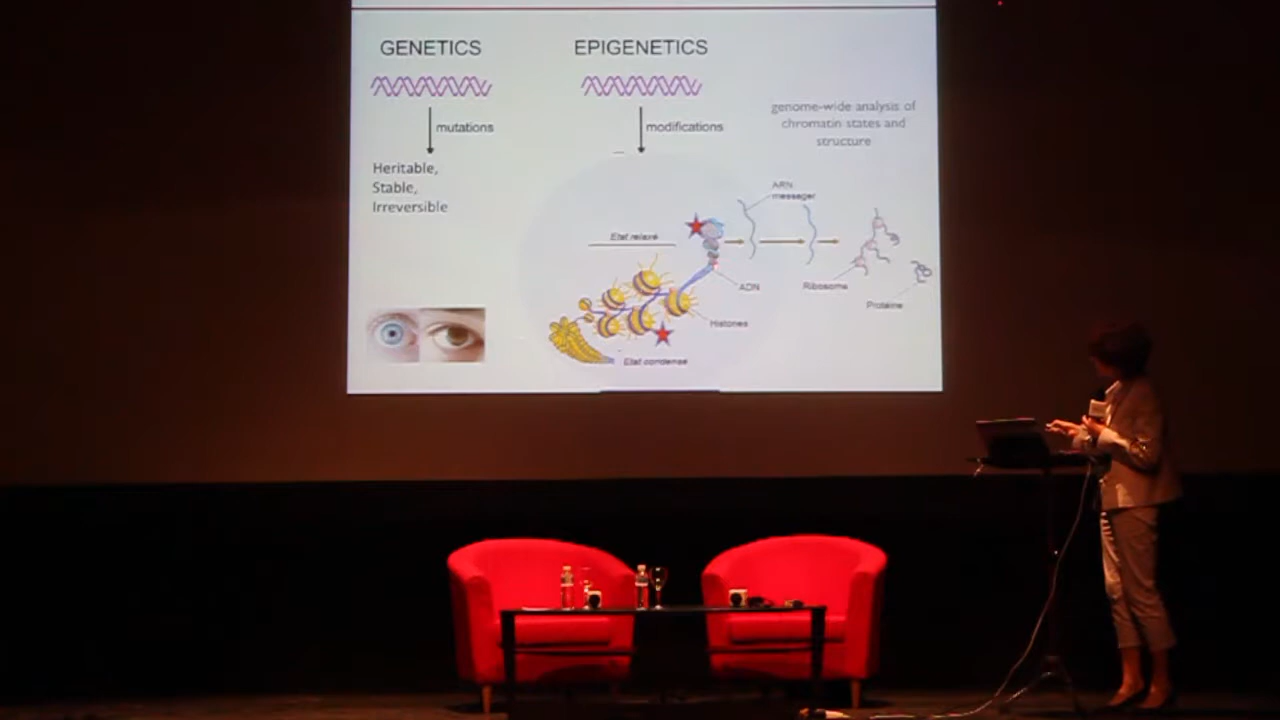 GENETICS
EPIGENETICS
mutations
modifications
genome-wide analysis of
chromatin states and
structure
Heritable,
Stable,
Irreversible
ARN
messager
Etat relaxé
ADN
Ribosome
Protéine
Histones
Etat condensé